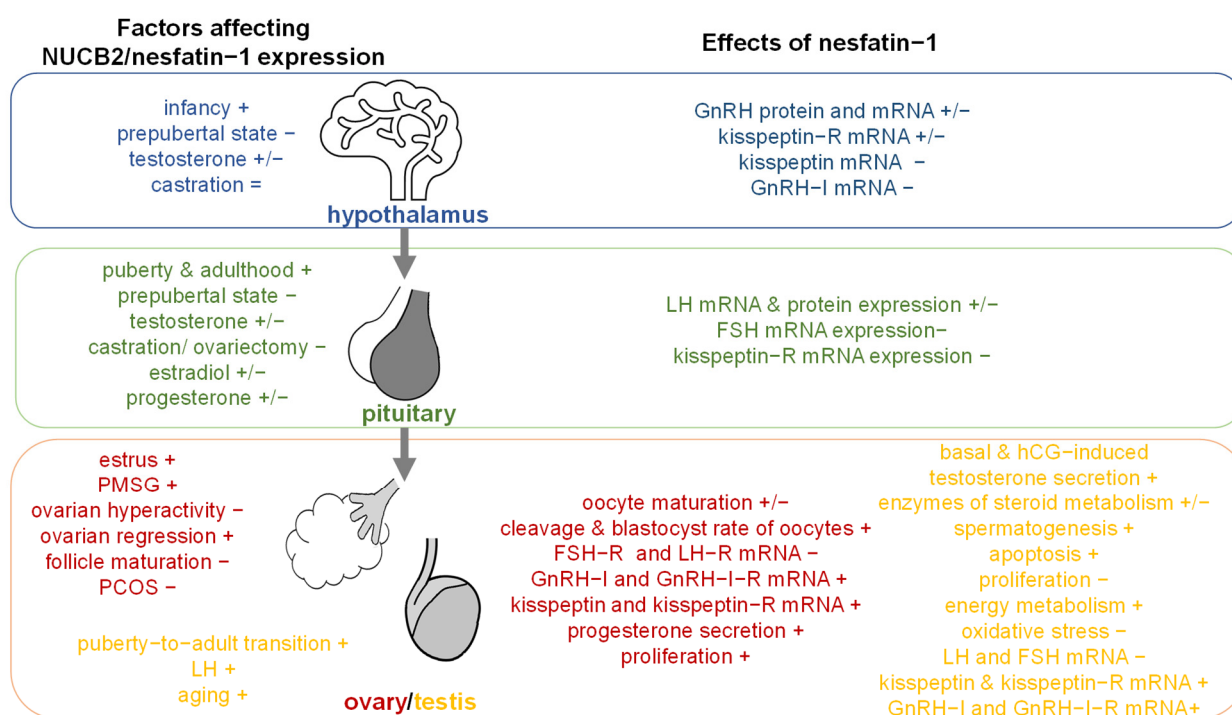 Factors affecting
NUCB2/nesfatin−1 expression
Effects of nesfatin−1
infancy +
prepubertal state −
testosterone +/−
castration =
hypothalamus
GnRH protein and mRNA +/−
kisspeptin−R mRNA +/−
kisspeptin mRNA −
GnRH−I mRNA −
puberty & adulthood +
prepubertal state −
testosterone +/−
castration/ ovariectomy −
estradiol +/−
progesterone +/−
pituitary
LH mRNA & protein expression +/−
FSH mRNA expression−
kisspeptin−R mRNA expression −
estrus +
PMSG +
ovarian hyperactivity −
ovarian regression +
follicle maturation −
PCOS −
puberty−to−adult transition +
LH +
aging +
ovary/testis
oocyte maturation +/−
cleavage & blastocyst rate of oocytes +
FSH−R and LH−R mRNA −
GnRH−I and GnRH−I−R mRNA +
kisspeptin and kisspeptin−R mRNA +
progesterone secretion +
proliferation +
basal & hCG−induced
testosterone secretion +
enzymes of steroid metabolism +/−
spermatogenesis +
apoptosis +
proliferation −
energy metabolism +
oxidative stress −
LH and FSH mRNA −
kisspeptin & kisspeptin−R mRNA +
GnRH−I and GnRH−I−R mRNA+